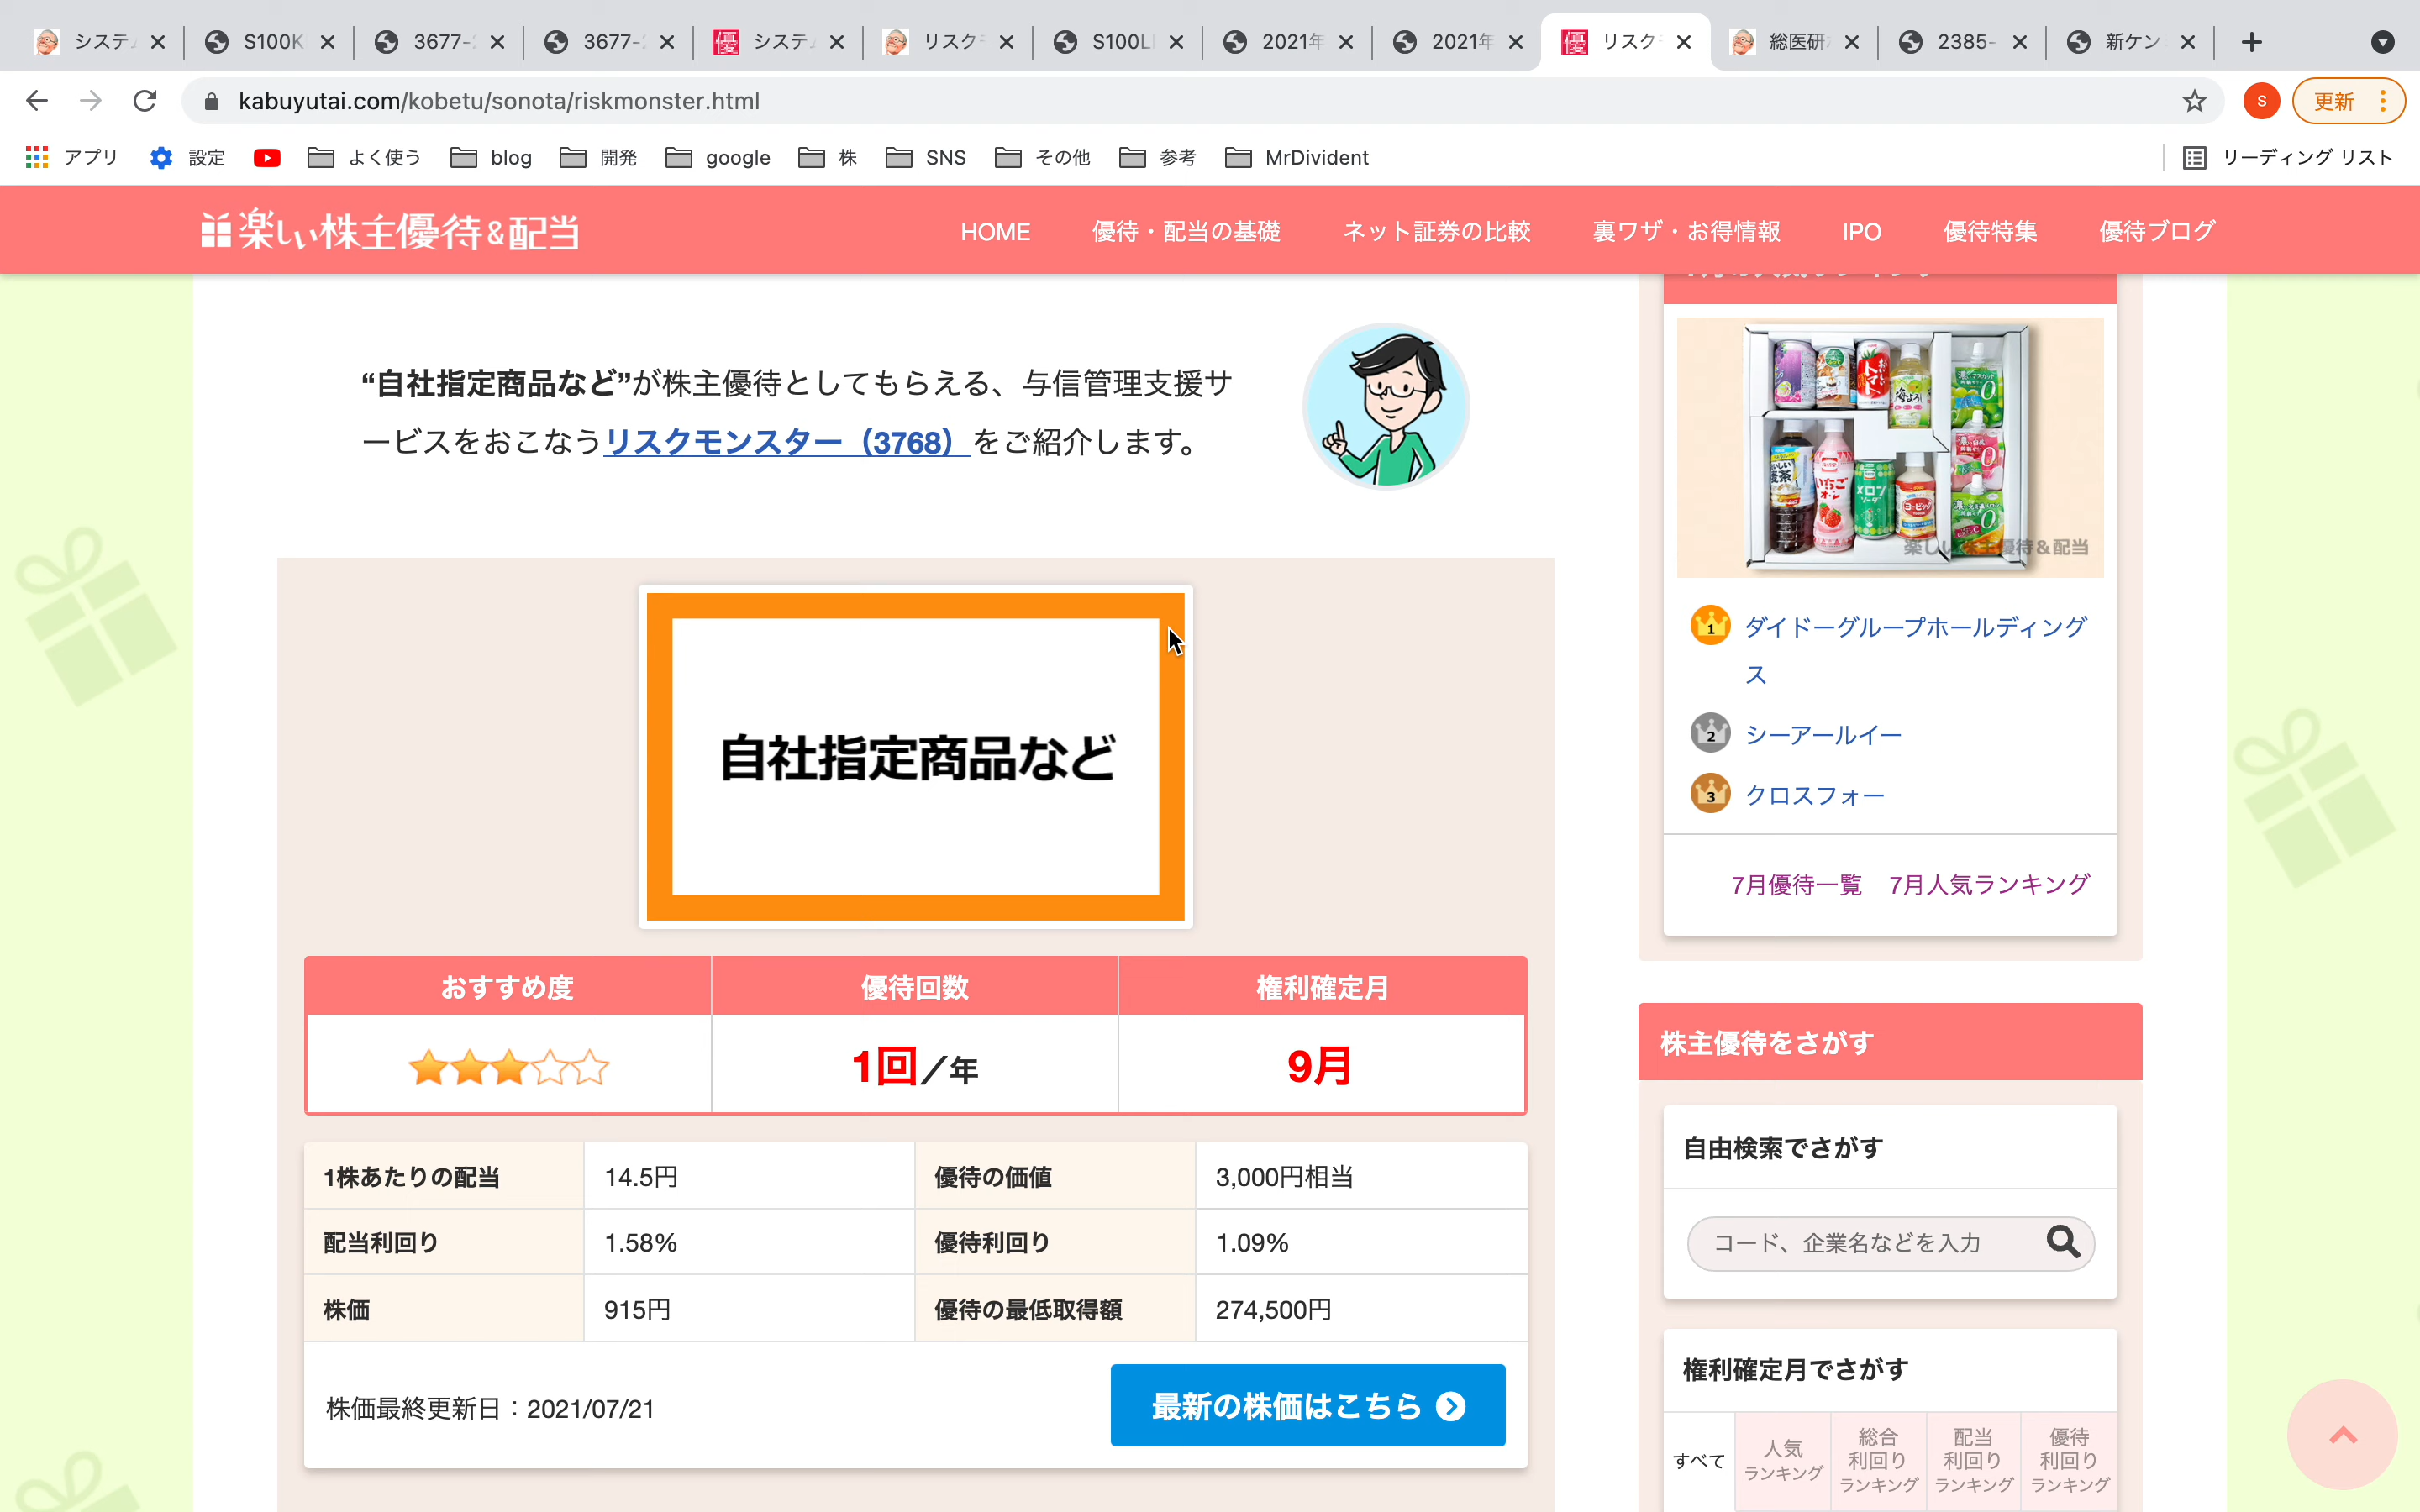 システ
S100K
3677-
3677-
システ
リスク
S100L
2021年
2021年
リスク
総医研
2385-
新ケン
kabuyutai.com/kobetu/sonota/riskmonster.html
S
更新
アプリ
設定
よく使う
blog
開発
google
株
SNS
その他
参考
MrDivident
リーディング リスト
楽しい株主優待&配当
HOME
優待・配当の基礎
ネット証券の比較
裏ワザ・お得情報
IPO
優待特集
優待ブログ
“自社指定商品など”が株主優待としてもらえる、与信管理支援サ
ービスをおこなうリスクモンスター（3768）をご紹介します。
自社指定商品など
おすすめ度 優待回数 権利確定月
1回／年 9月
1株あたりの配当 14.5円 優待の価値 3,000円相当
配当利回り 1.58% 優待利回り 1.09%
株価 915円 優待の最低取得額 274,500円
株価最終更新日：2021/07/21
最新の株価はこちら
楽しい株主優待&配当
1 ダイドーグループホールディング
ス
2 シーアールイー
3 クロスフォー
7月優待一覧 7月人気ランキング
株主優待をさがす
自由検索でさがす
コード、企業名などを入力
権利確定月でさがす
すべて
人気
ランキング
総合
利回り
ランキング
配当
利回り
ランキング
優待
利回り
ランキング